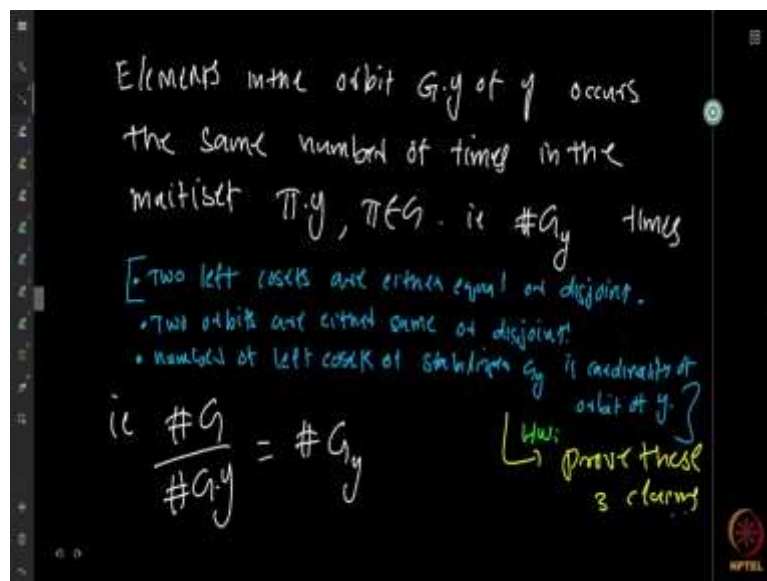 Elements in the orbit G.y of y occurs
the same number of times in the
multiset π.y, π∈G. ie #G_y times
[. Two left cosets are either equal or disjoint.
• Two orbits are either same or disjoint.
• number of left cosets of stabilizer G_y is cardinality of
orbit of y.]
ie #G / #G.y = #G_y
HW:
↳ prove these
3 claims
NPTEL